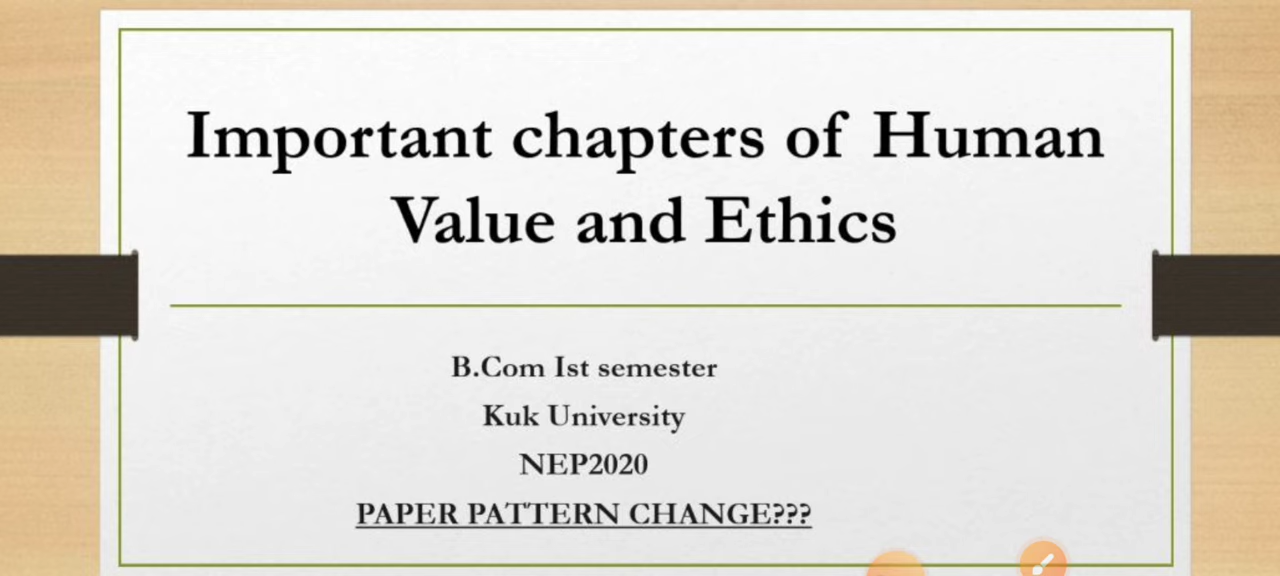 Important chapters of Human
Value and Ethics
B.Com Ist semester
Kuk University
NEP2020
PAPER PATTERN CHANGE???